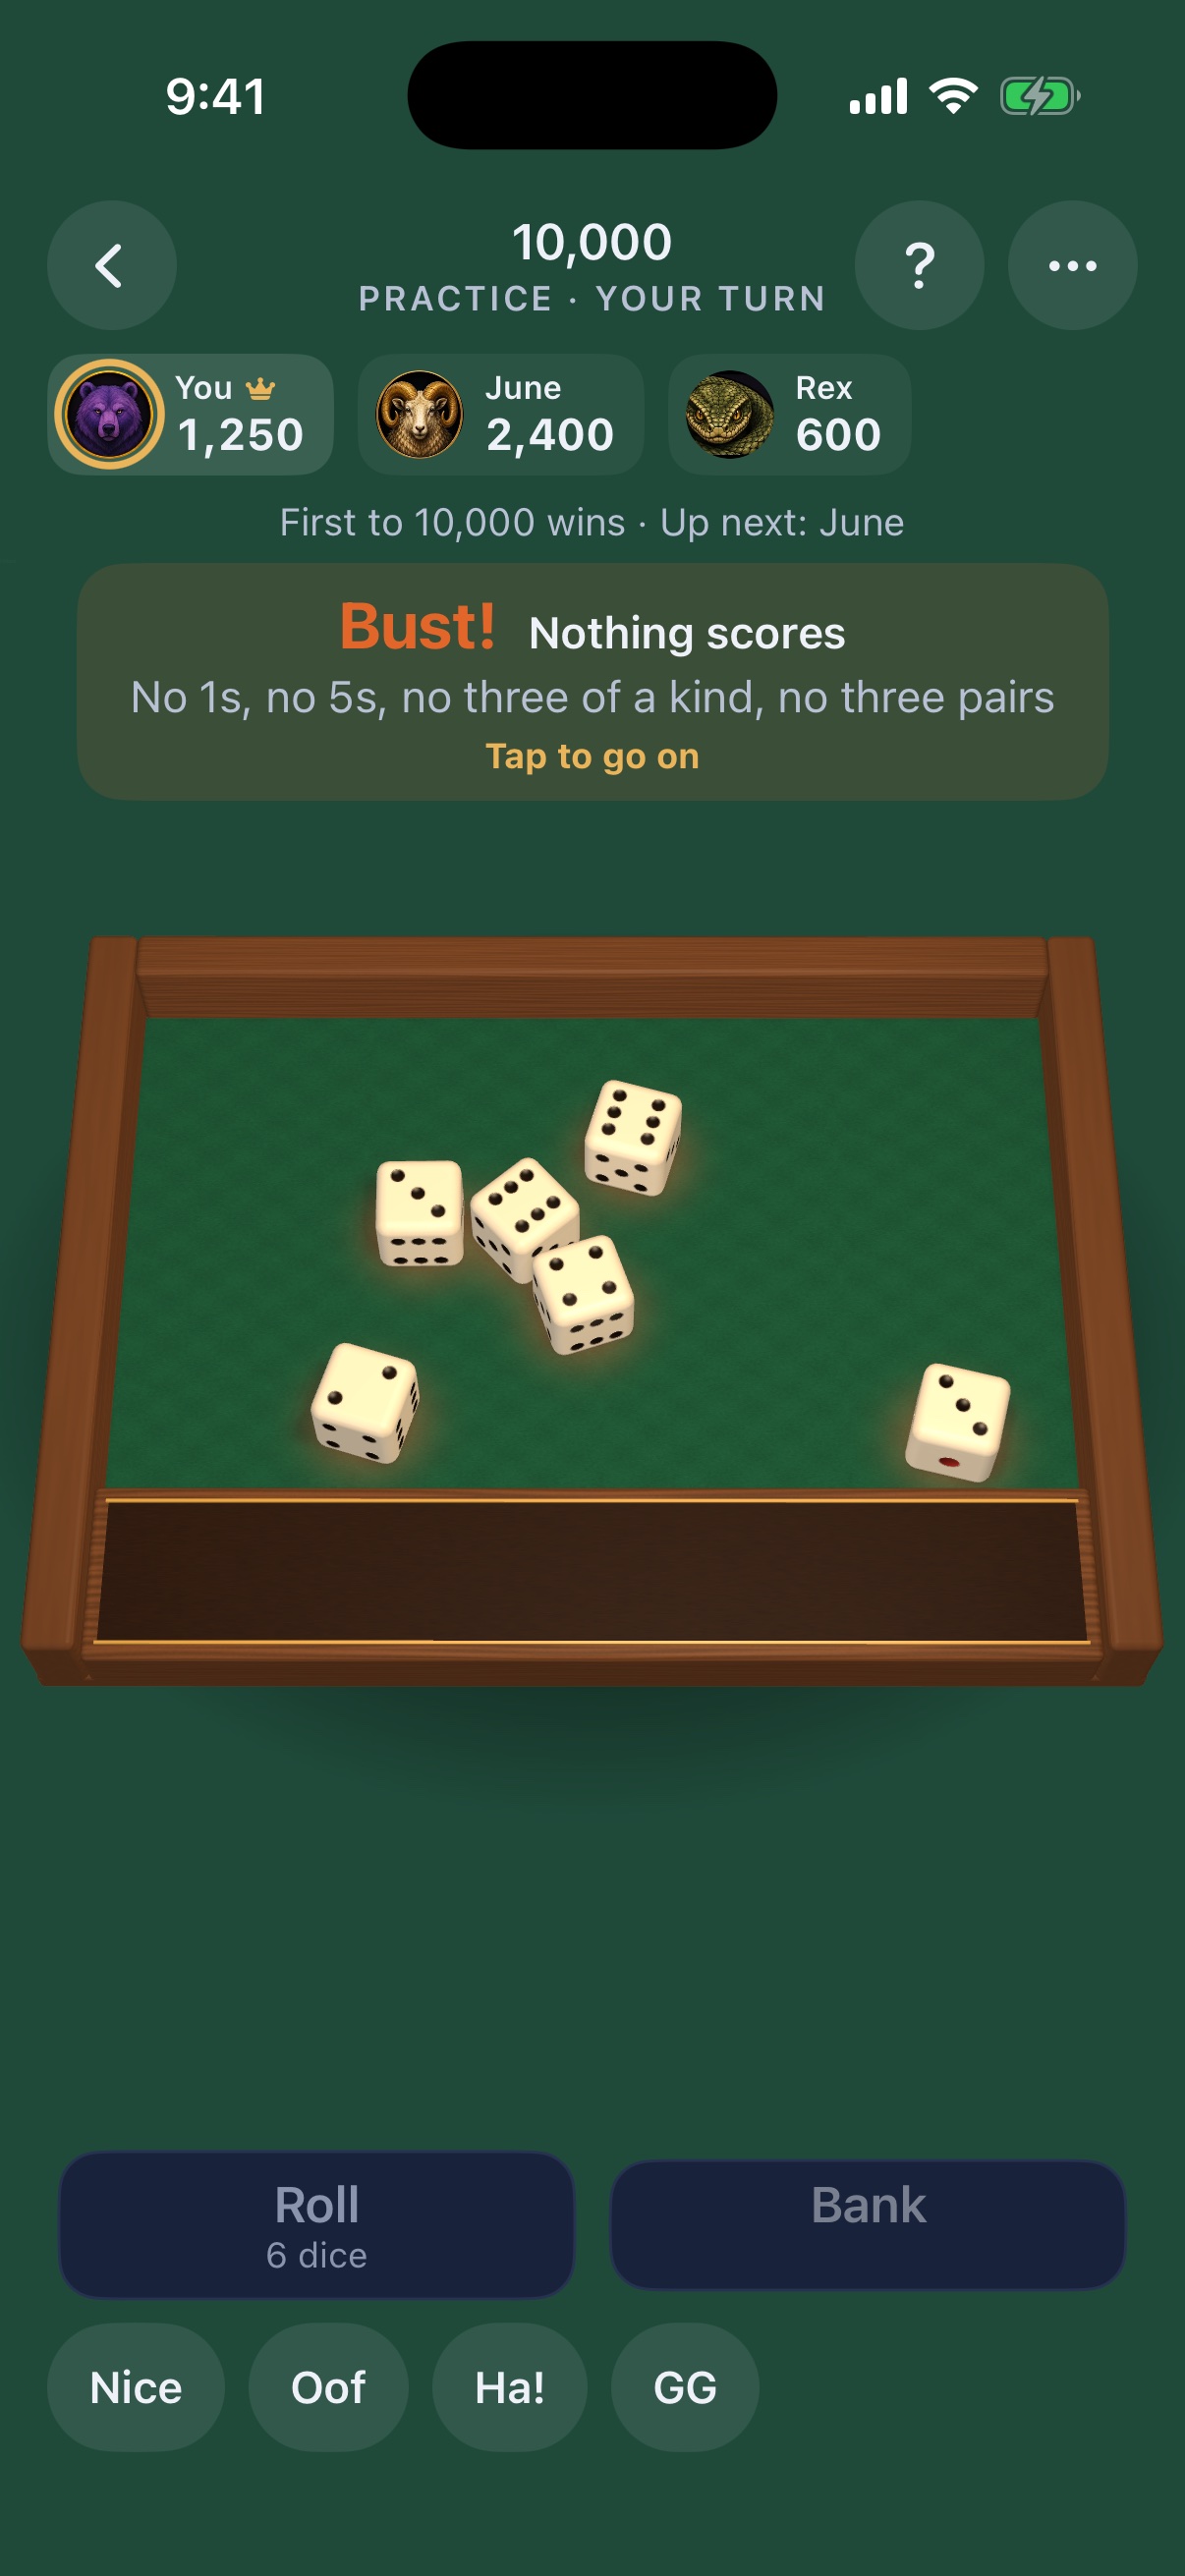 9:41
10,000
PRACTICE · YOUR TURN
?
You
1,250
June
2,400
Rex
600
First to 10,000 wins · Up next: June
Bust! Nothing scores
No 1s, no 5s, no three of a kind, no three pairs
Tap to go on
Roll
6 dice
Bank
Nice
Oof
Ha!
GG